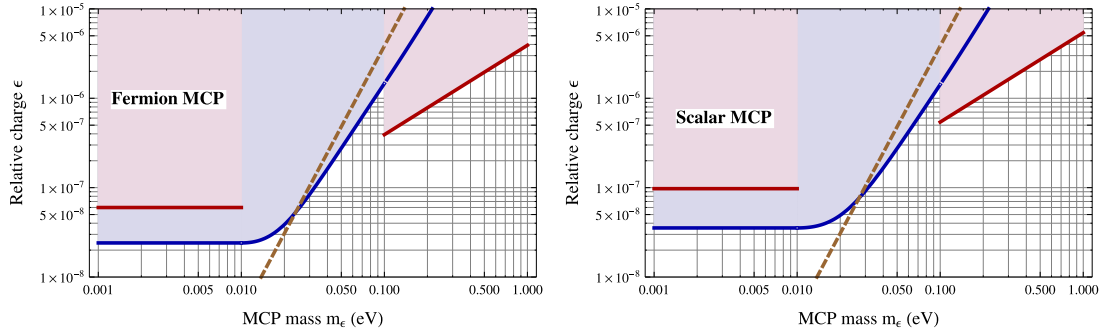 Relative charge ϵ
1×10⁻⁵
5×10⁻⁶
1×10⁻⁶
5×10⁻⁷
1×10⁻⁷
5×10⁻⁸
1×10⁻⁸
Fermion MCP
0.001 0.005 0.010 0.050 0.100 0.500 1.000
MCP mass mϵ (eV)
Relative charge ϵ
1×10⁻⁵
5×10⁻⁶
1×10⁻⁶
5×10⁻⁷
1×10⁻⁷
5×10⁻⁸
1×10⁻⁸
Scalar MCP
0.001 0.005 0.010 0.050 0.100 0.500 1.000
MCP mass mϵ (eV)